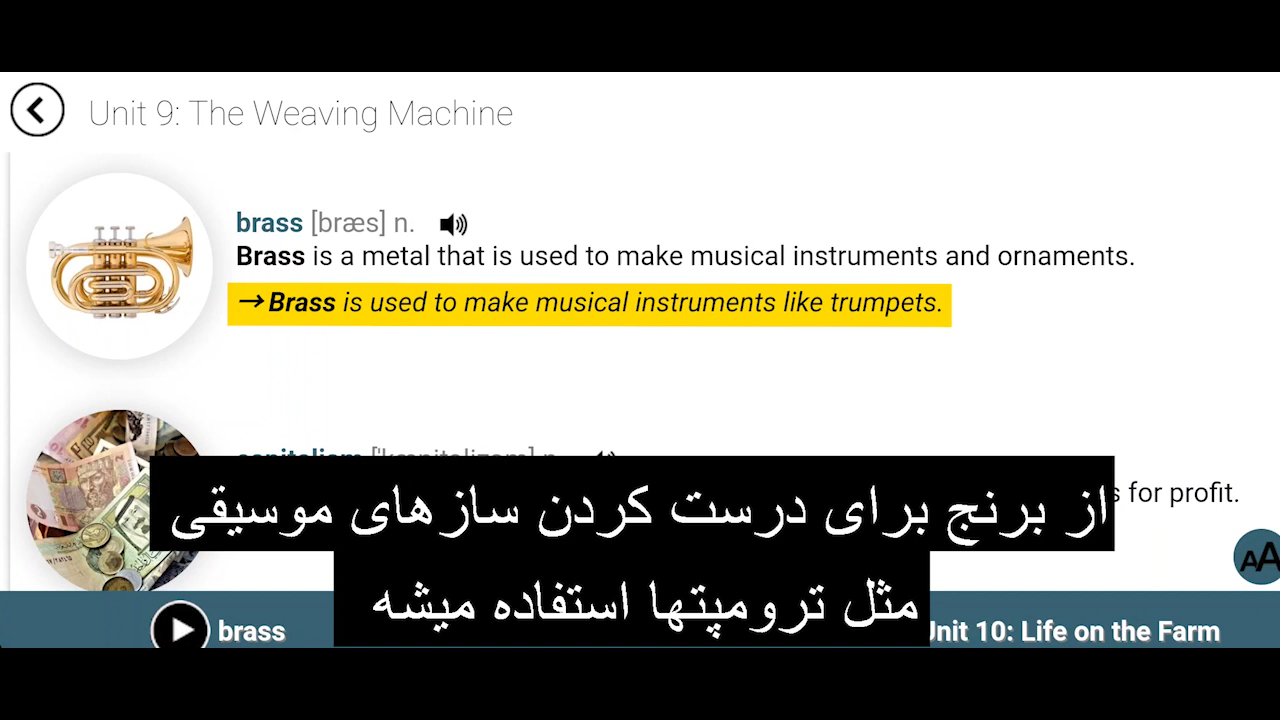 Unit 9: The Weaving Machine
brass [bræs] n.
Brass is a metal that is used to make musical instruments and ornaments.
→ Brass is used to make musical instruments like trumpets.
for profit.
از برنج برای درست کردن سازهای موسیقی
مثل ترومپتها استفاده میشه
AA
brass
Unit 10: Life on the Farm